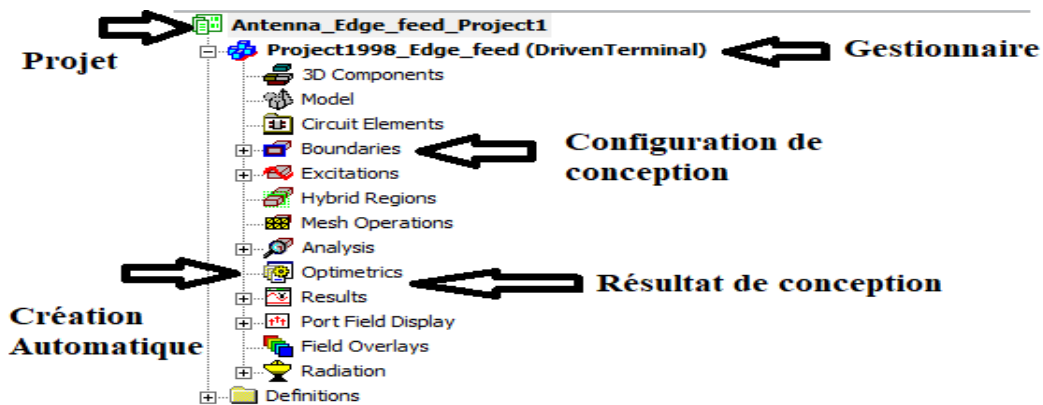 Antenna_Edge_feed_Project1
Projet
Project1998_Edge_feed (DrivenTerminal)
Gestionnaire
3D Components
Model
Circuit Elements
Boundaries
Configuration de
conception
Excitations
Hybrid Regions
Mesh Operations
Analysis
Optimetrics
Résultat de conception
Results
Création
Automatique
Port Field Display
Field Overlays
Radiation
Definitions